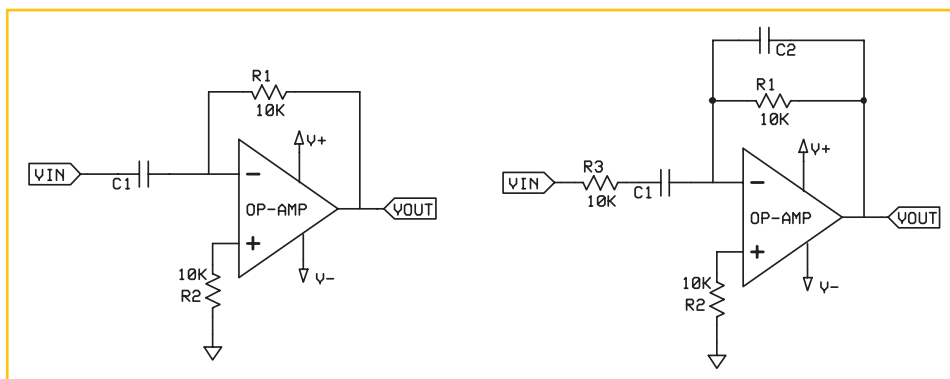 R1
10K
V+
VIN
C1
OP-AMP
VOUT
10K
R2
V-
C2
R1
10K
R3
V+
VIN
10K
C1
OP-AMP
VOUT
10K
R2
V-